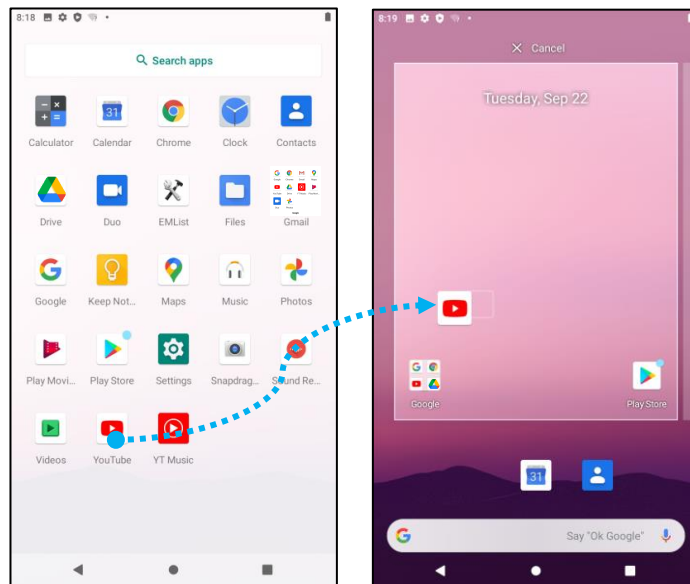 8:18
Search apps
31
Calculator Calendar Chrome Clock Contacts
Drive Duo EMList Files Gmail
Google Keep Not... Maps Music Photos
Play Movi... Play Store Settings Snapdrag... Sound Re...
Videos YouTube YT Music
8:19
Cancel
Tuesday, Sep 22
Google Play Store
31
Say "Ok Google"